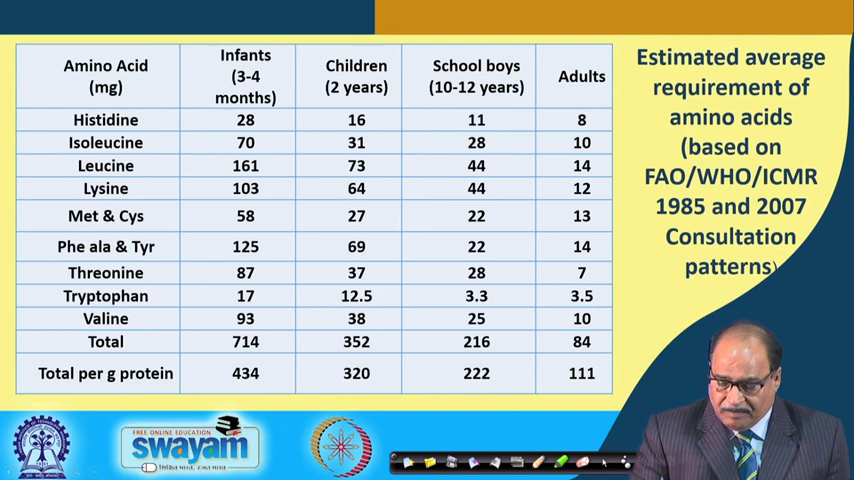 Amino Acid (mg) Infants (3-4 months) Children (2 years) School boys (10-12 years) Adults
Histidine 28 16 11 8
Isoleucine 70 31 28 10
Leucine 161 73 44 14
Lysine 103 64 44 12
Met & Cys 58 27 22 13
Phe ala & Tyr 125 69 22 14
Threonine 87 37 28 7
Tryptophan 17 12.5 3.3 3.5
Valine 93 38 25 10
Total 714 352 216 84
Total per g protein 434 320 222 111
Estimated average
requirement of
amino acids
(based on
FAO/WHO/ICMR
1985 and 2007
Consultation
patterns)
FREE ONLINE EDUCATION
swayam